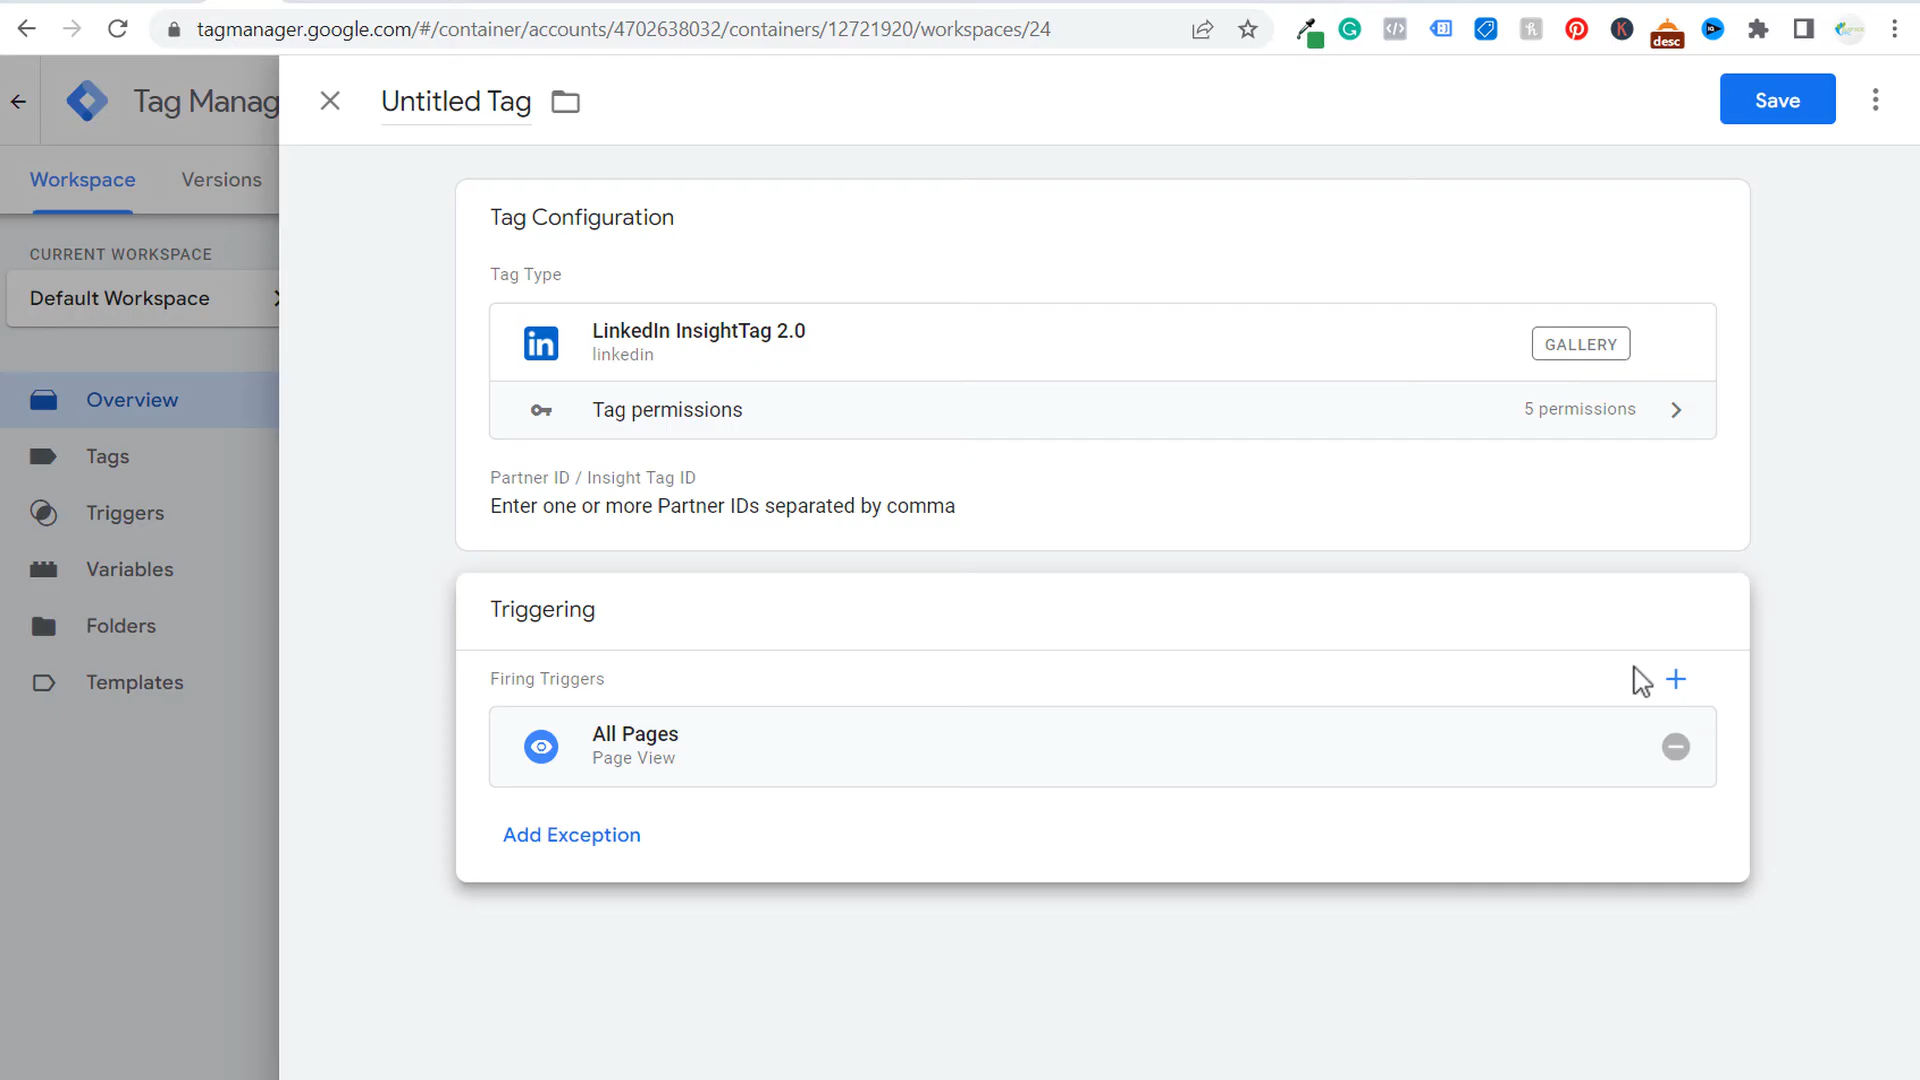 tagmanager.google.com/#/container/accounts/4702638032/containers/12721920/workspaces/24
desc
Tag Manag
Untitled Tag
Save
Workspace
Versions
CURRENT WORKSPACE
Default Workspace
Overview
Tags
Triggers
Variables
Folders
Templates
Tag Configuration
Tag Type
in
LinkedIn InsightTag 2.0
linkedin
GALLERY
Tag permissions
5 permissions
Partner ID / Insight Tag ID
Enter one or more Partner IDs separated by comma
Triggering
Firing Triggers
All Pages
Page View
Add Exception